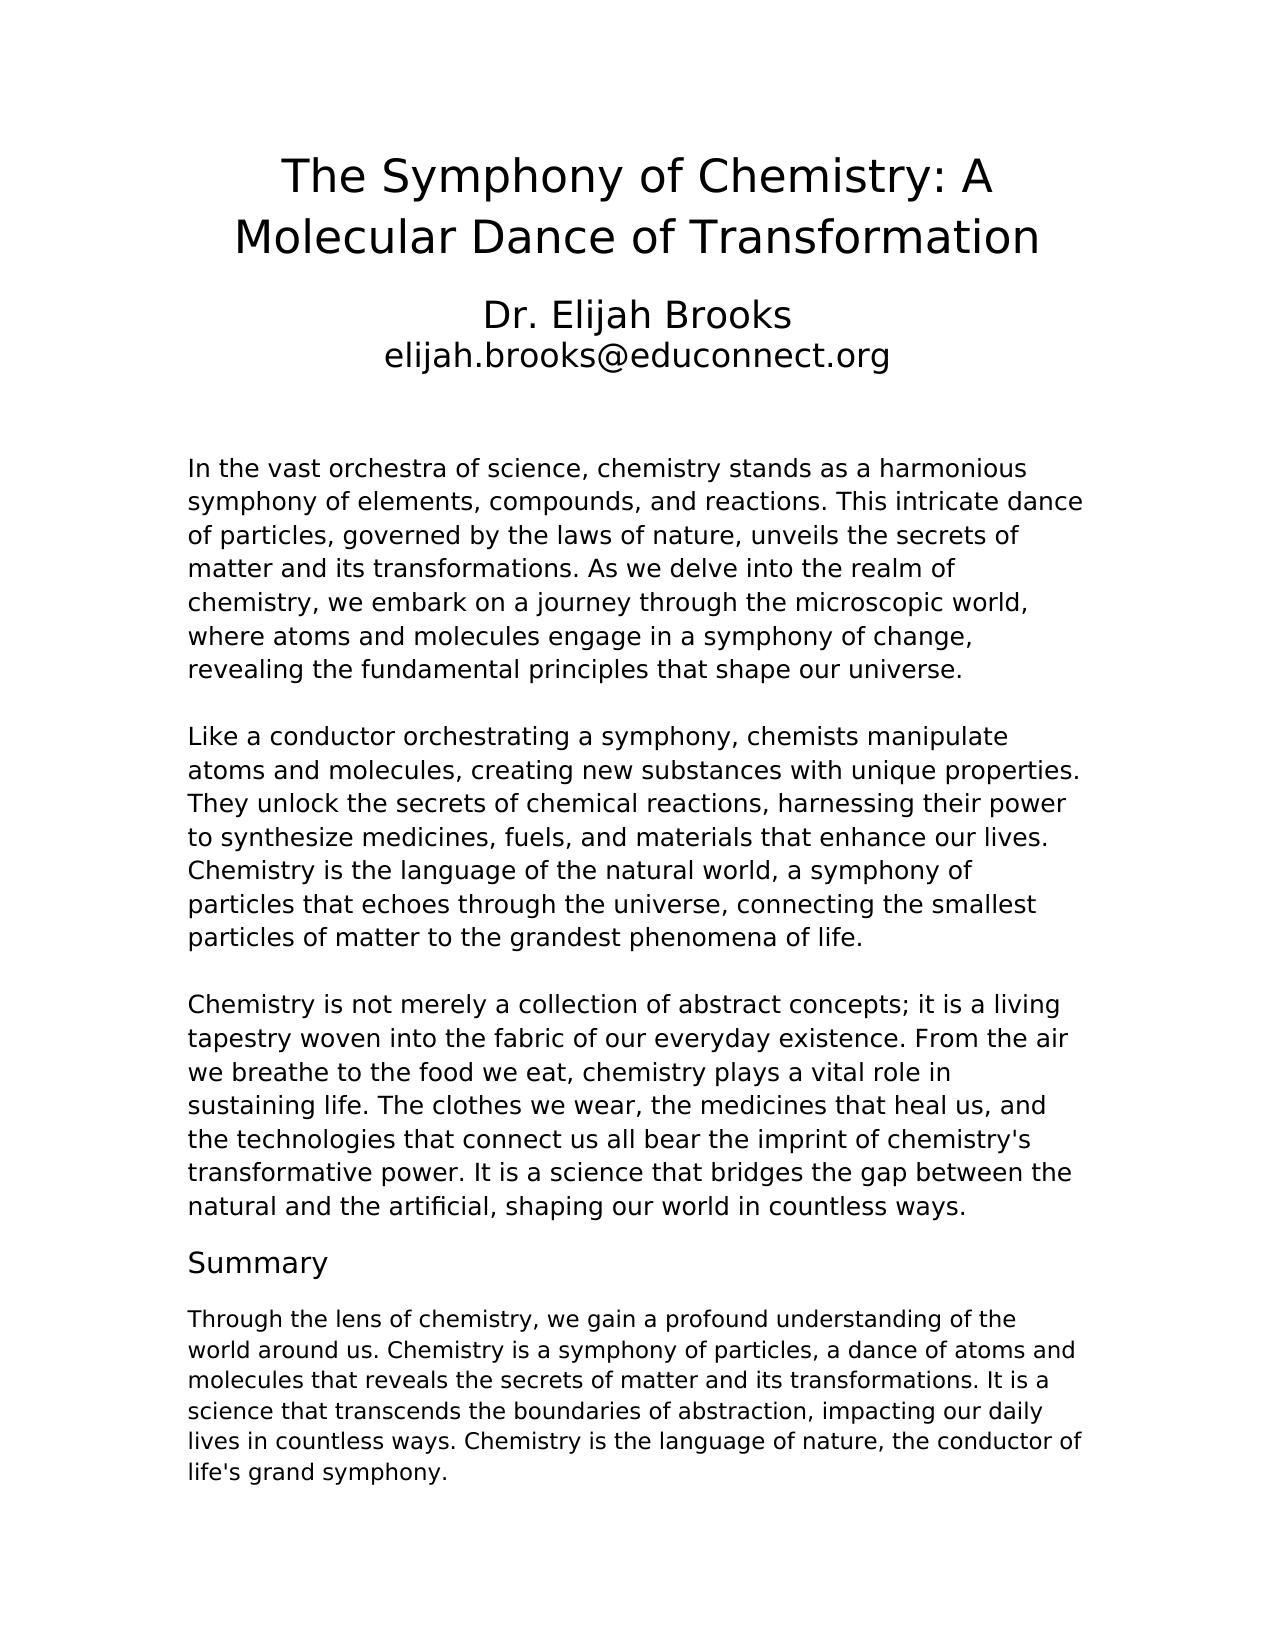 The Symphony of Chemistry: A
Molecular Dance of Transformation
Dr. Elijah Brooks
elijah.brooks@educonnect.org
In the vast orchestra of science, chemistry stands as a harmonious
symphony of elements, compounds, and reactions. This intricate dance
of particles, governed by the laws of nature, unveils the secrets of
matter and its transformations. As we delve into the realm of
chemistry, we embark on a journey through the microscopic world,
where atoms and molecules engage in a symphony of change,
revealing the fundamental principles that shape our universe.
Like a conductor orchestrating a symphony, chemists manipulate
atoms and molecules, creating new substances with unique properties.
They unlock the secrets of chemical reactions, harnessing their power
to synthesize medicines, fuels, and materials that enhance our lives.
Chemistry is the language of the natural world, a symphony of
particles that echoes through the universe, connecting the smallest
particles of matter to the grandest phenomena of life.
Chemistry is not merely a collection of abstract concepts; it is a living
tapestry woven into the fabric of our everyday existence. From the air
we breathe to the food we eat, chemistry plays a vital role in
sustaining life. The clothes we wear, the medicines that heal us, and
the technologies that connect us all bear the imprint of chemistry's
transformative power. It is a science that bridges the gap between the
natural and the artificial, shaping our world in countless ways.
Summary
Through the lens of chemistry, we gain a profound understanding of the
world around us. Chemistry is a symphony of particles, a dance of atoms and
molecules that reveals the secrets of matter and its transformations. It is a
science that transcends the boundaries of abstraction, impacting our daily
lives in countless ways. Chemistry is the language of nature, the conductor of
life's grand symphony.